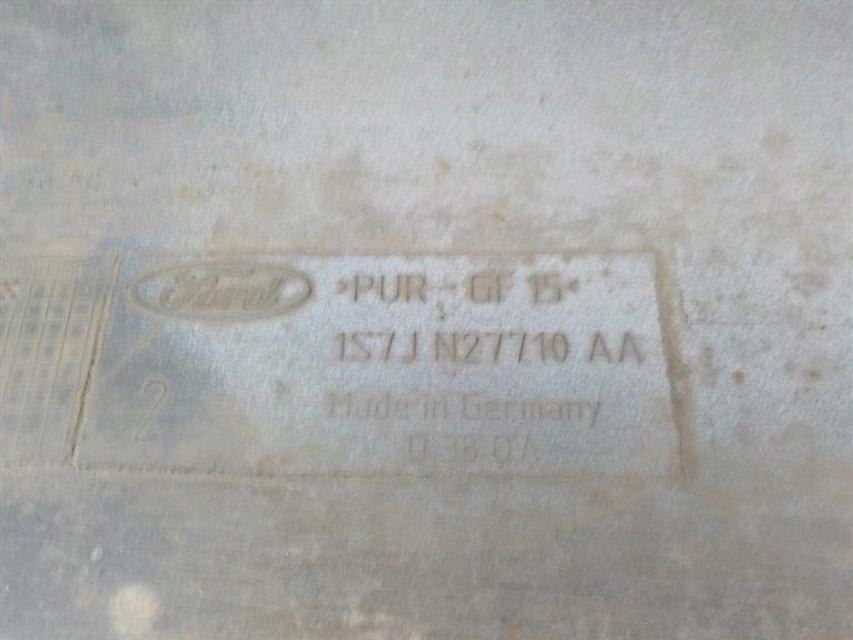 Ford
>PUR-GF 15<
1S7J N27710 AA
2
Made in Germany